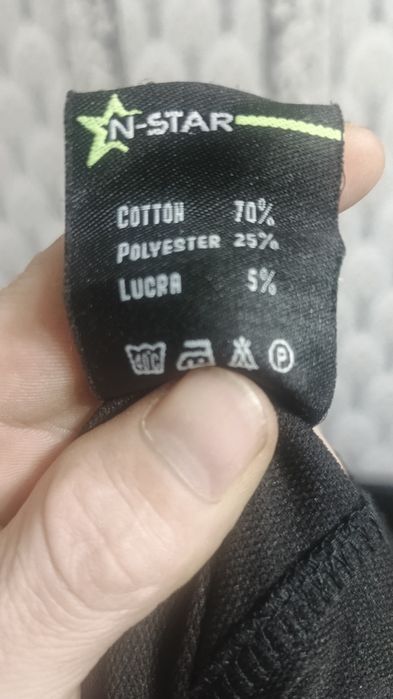 N-STAR
COTTON 70%
POLYESTER 25%
LUCRA 5%
P